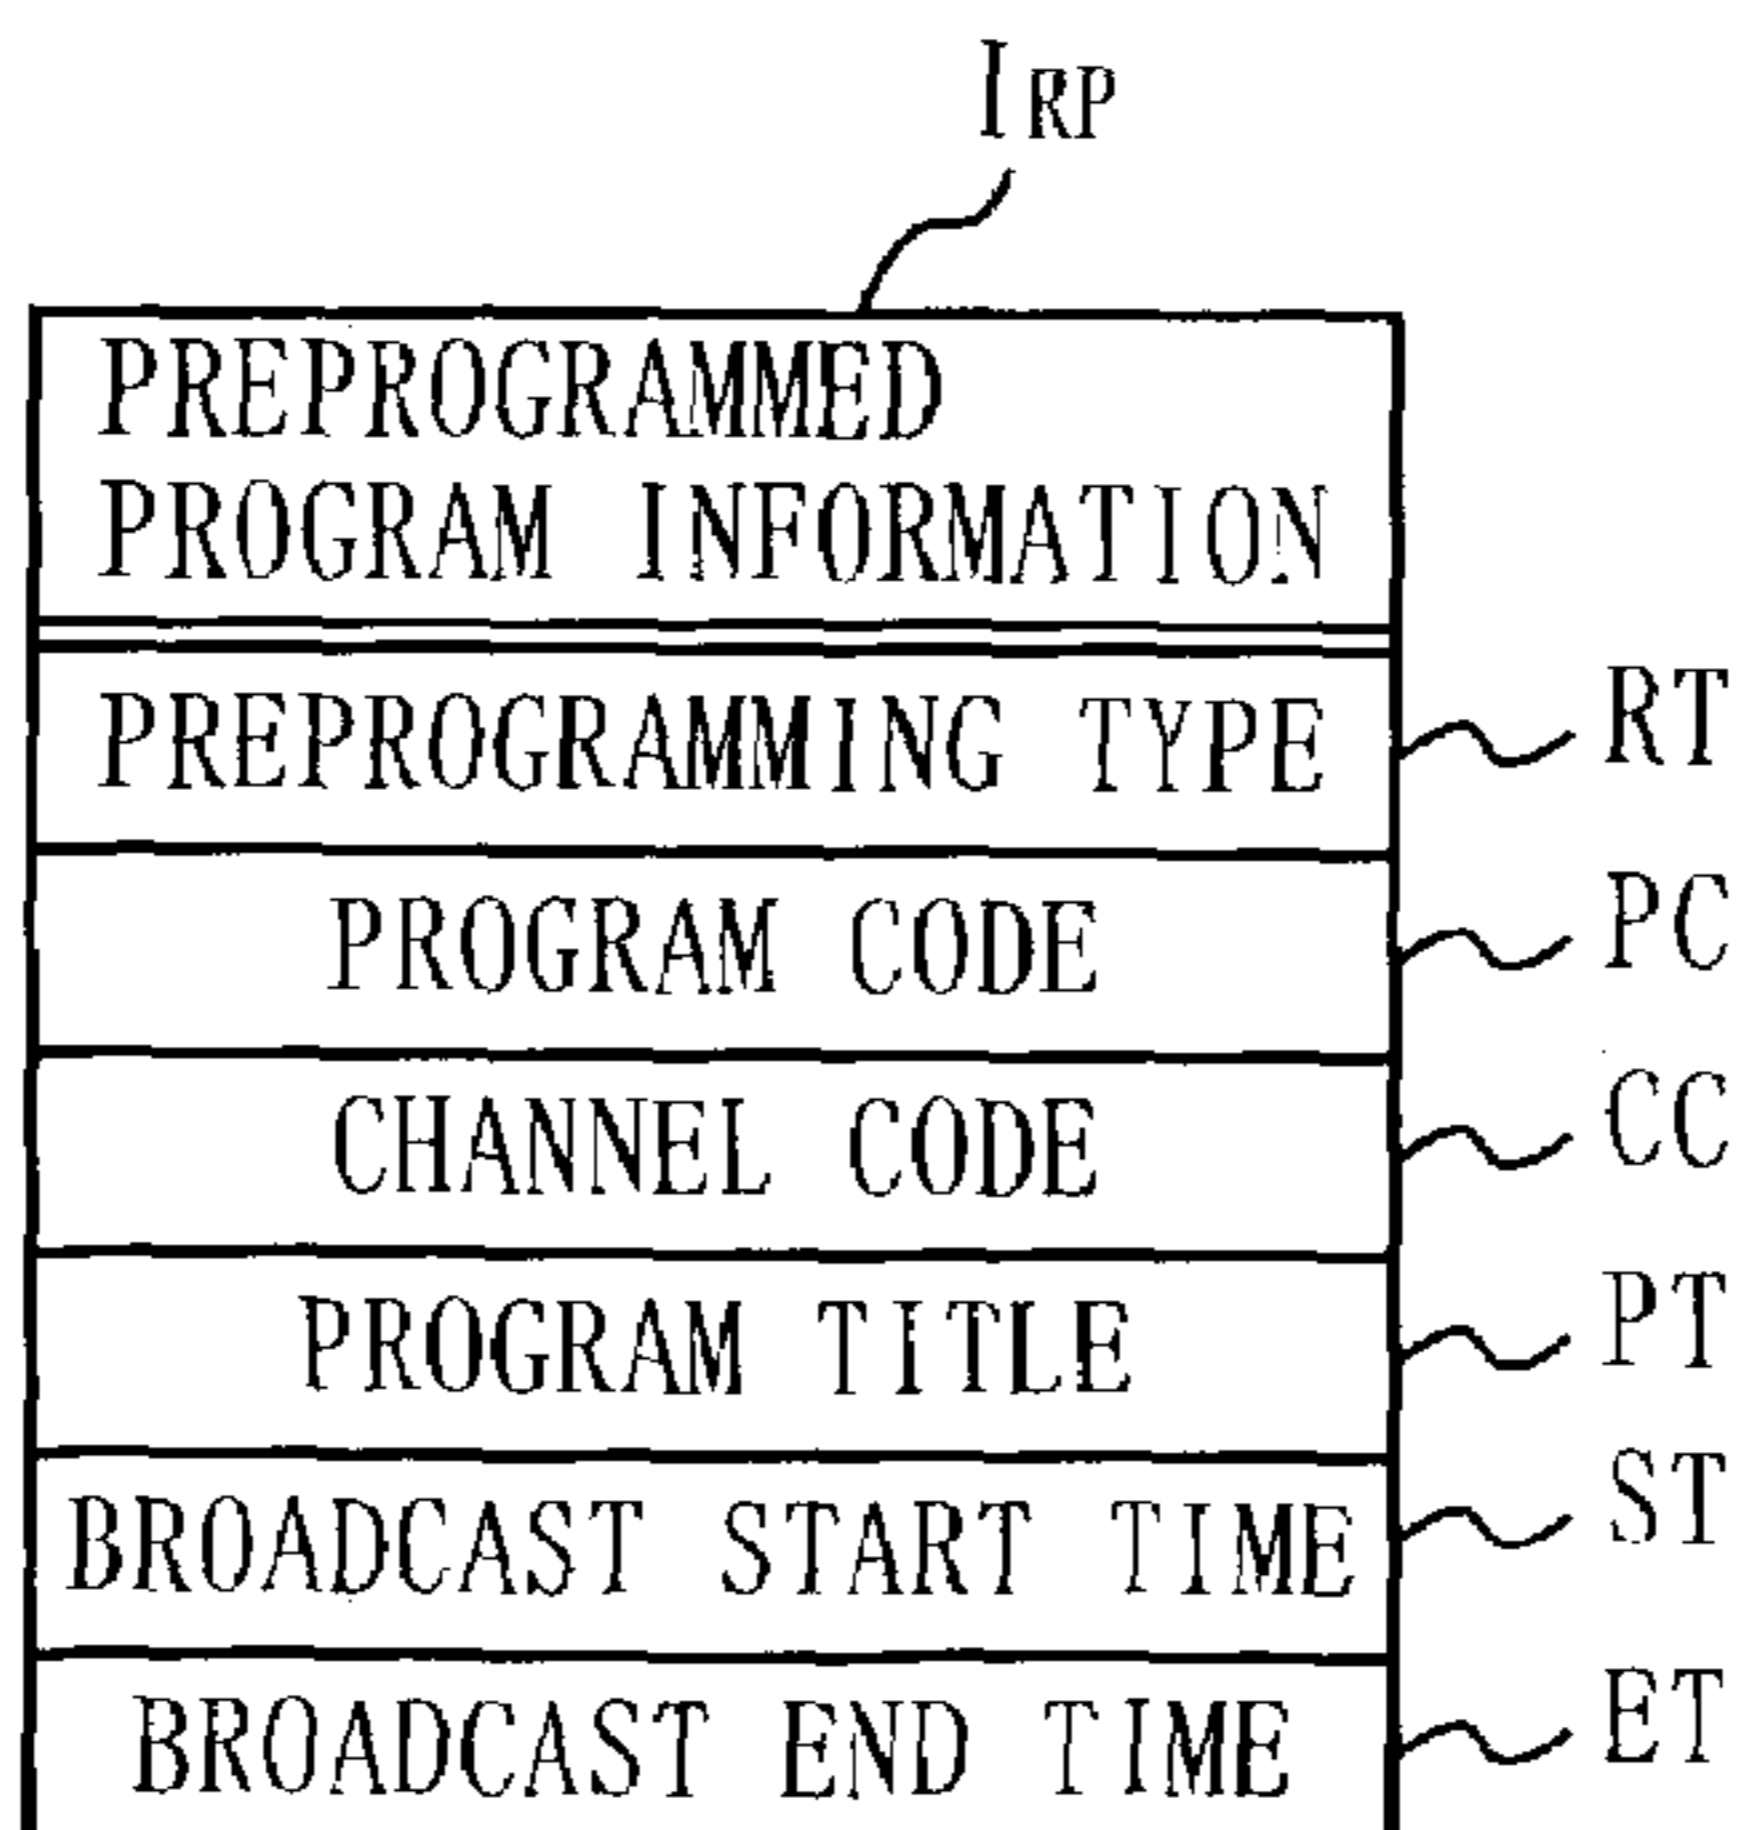 IRP
PREPROGRAMMED
PROGRAM INFORMATION
PREPROGRAMMING TYPE RT
PROGRAM CODE PC
CHANNEL CODE CC
PROGRAM TITLE PT
BROADCAST START TIME ST
BROADCAST END TIME ET